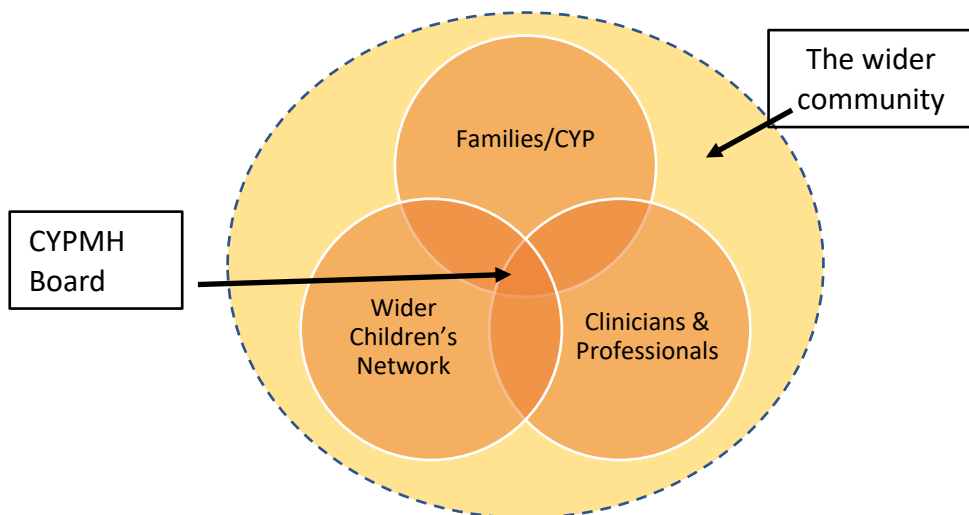 The wider
community
Families/CYP
CYPMH
Board
Wider
Children’s
Network
Clinicians &
Professionals